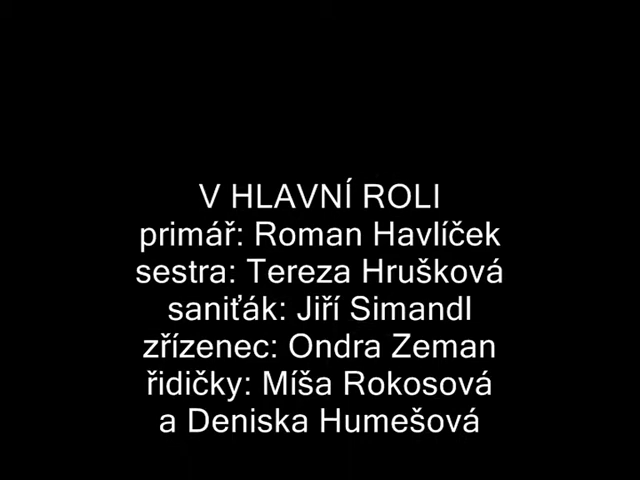 V HLAVNÍ ROLI
primář: Roman Havlíček
sestra: Tereza Hrušková
saniťák: Jiří Simandl
zřízenec: Ondra Zeman
řidičky: Míša Rokosová
a Deniska Humešová